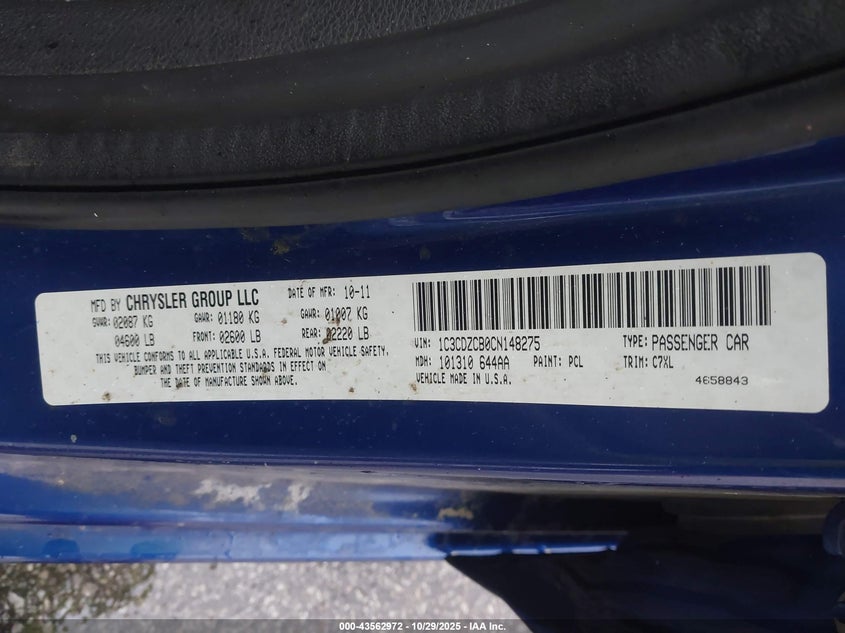 MFD BY CHRYSLER GROUP LLC DATE OF MFR: 10-11
GVWR: 02087 KG GAWR: 01180 KG GAWR: 01007 KG
04600 LB FRONT: 02600 LB REAR: 02220 LB
THIS VEHICLE CONFORMS TO ALL APPLICABLE U.S.A. FEDERAL MOTOR VEHICLE SAFETY,
BUMPER AND THEFT PREVENTION STANDARDS IN EFFECT ON
THE DATE OF MANUFACTURE SHOWN ABOVE.
VIN: 1C3CDZCB0CN148275 TYPE: PASSENGER CAR
MDH: 101310 644AA PAINT: PCL TRIM: C7XL
VEHICLE MADE IN U.S.A. 4658843
000-43562972 | 10/29/2025 - IAA Inc.